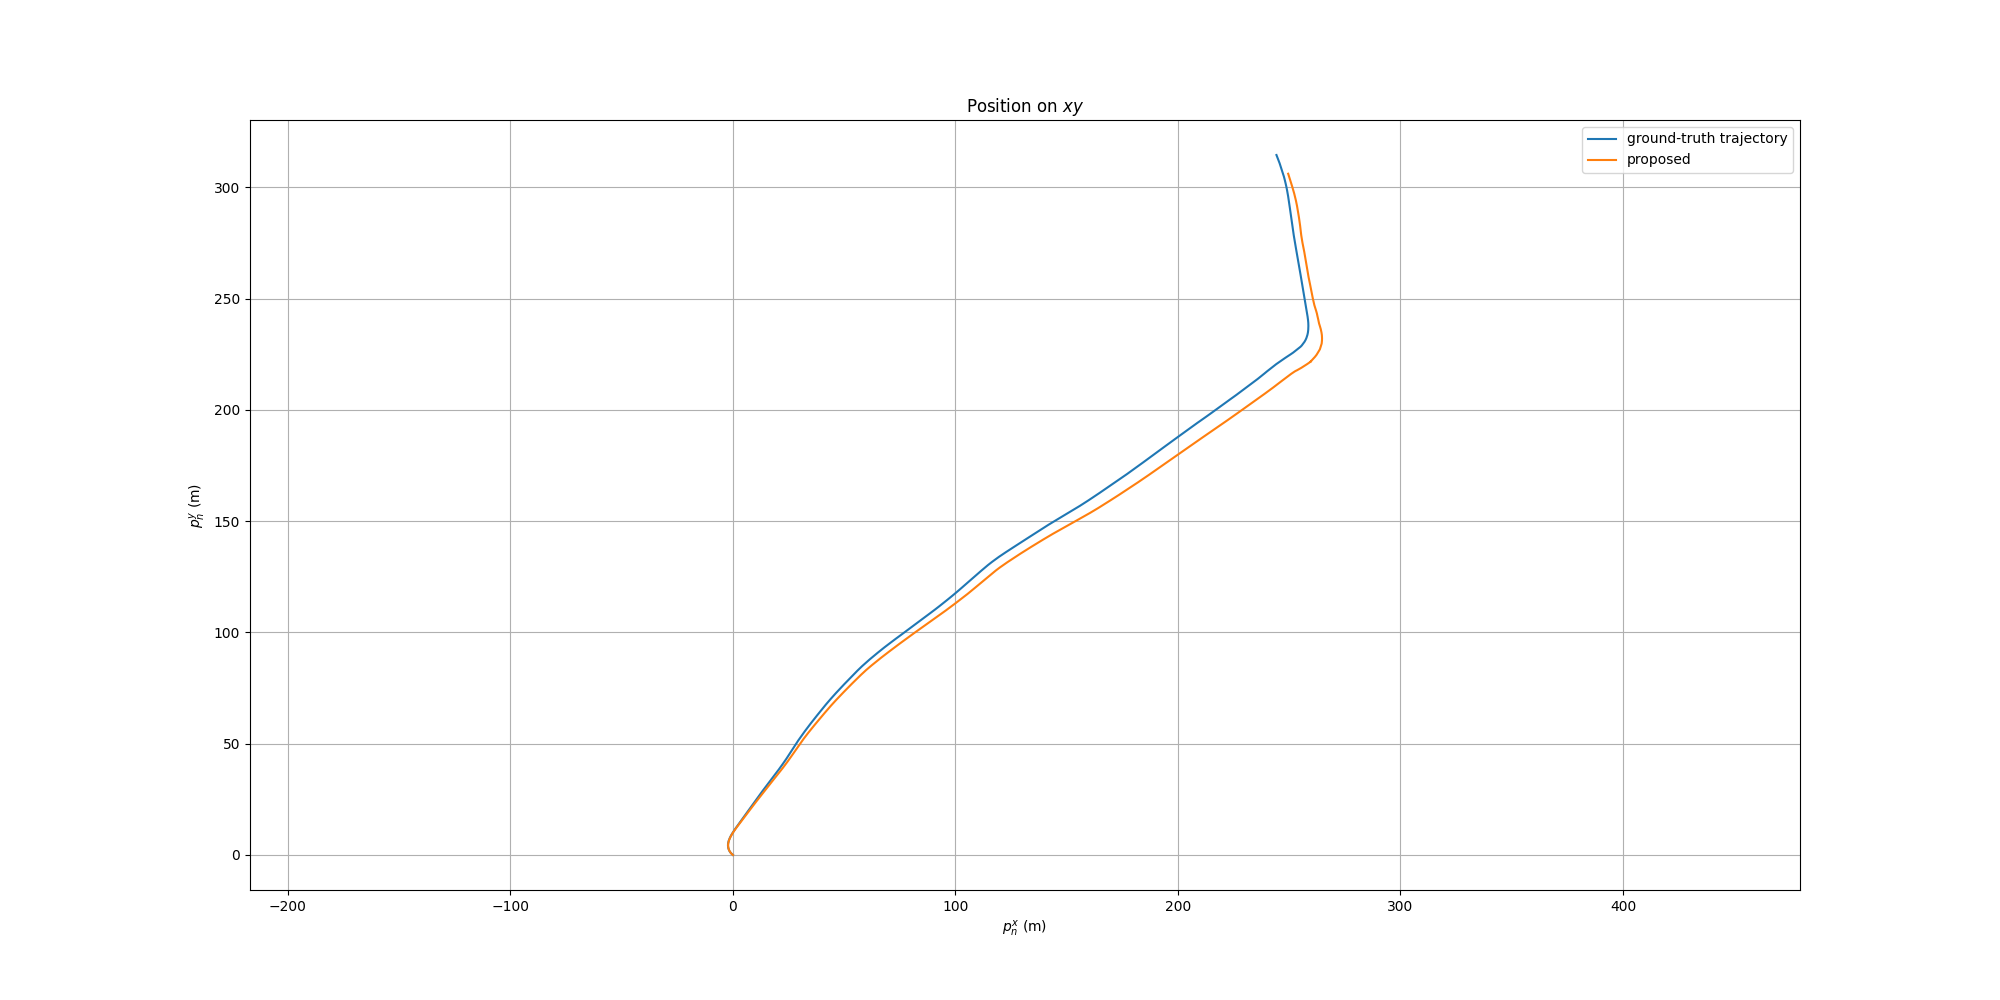 Position on xy
ground-truth trajectory
proposed
300
250
200
150
100
50
0
p_n^y (m)
−200
−100
0
100
200
300
400
p_n^x (m)